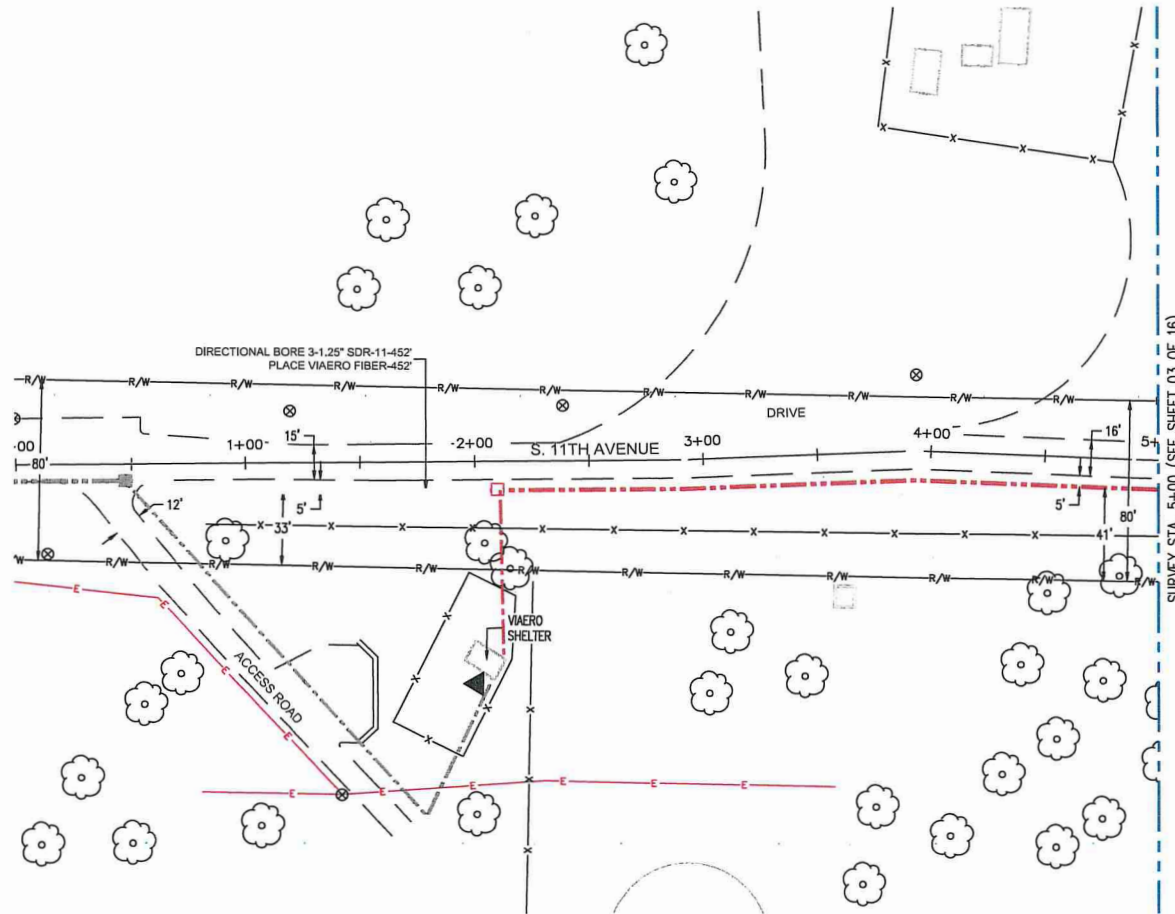 DIRECTIONAL BORE 3-1.25" SDR-11-452'
PLACE VIAERO FIBER-452'
R/W R/W R/W R/W R/W R/W R/W R/W R/W R/W R/W
DRIVE
1+00 2+00 3+00 4+00
S. 11TH AVENUE
15' 16'
80'
12'
5' 5'
33' 41' 80'
X X X X X X X X X X X X
R/W R/W R/W R/W R/W R/W R/W R/W R/W R/W
E E E
VIAERO
SHELTER
ACCESS ROAD
E E E E E
SURVEY STA. 5+00 (SEE SHEET 03 OF 16)